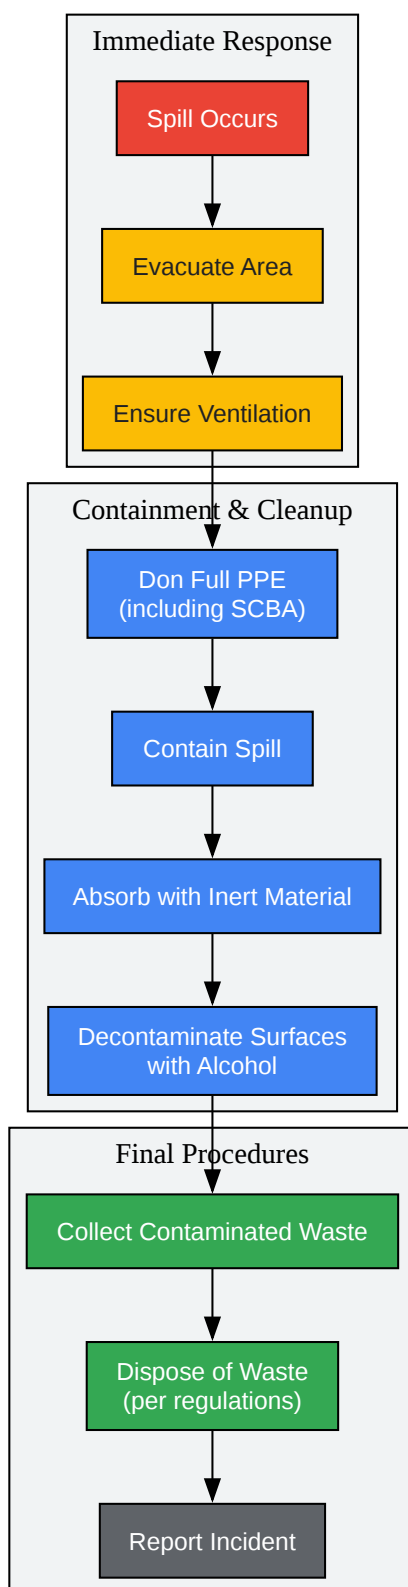 Immediate Response
Spill Occurs
Evacuate Area
Ensure Ventilation
Containment & Cleanup
Don Full PPE
(including SCBA)
Contain Spill
Absorb with Inert Material
Decontaminate Surfaces
with Alcohol
Final Procedures
Collect Contaminated Waste
Dispose of Waste
(per regulations)
Report Incident